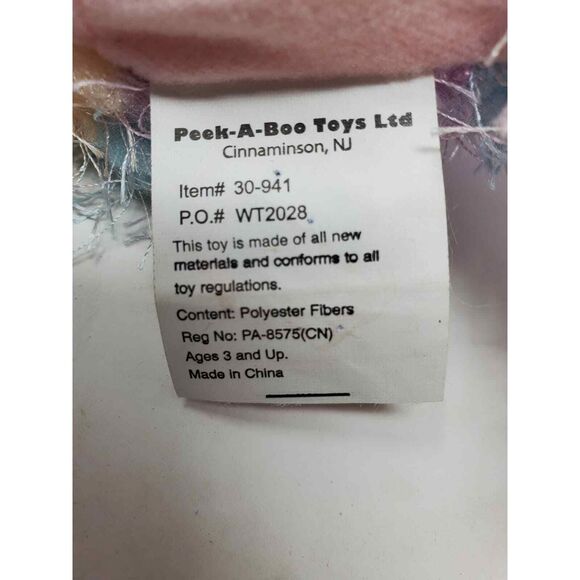 Peek-A-Boo Toys Ltd
Cinnaminson, NJ
Item# 30-941
P.O.# WT2028
This toy is made of all new
materials and conforms to all
toy regulations.
Content: Polyester Fibers
Reg No: PA-8575(CN)
Ages 3 and Up.
Made in China